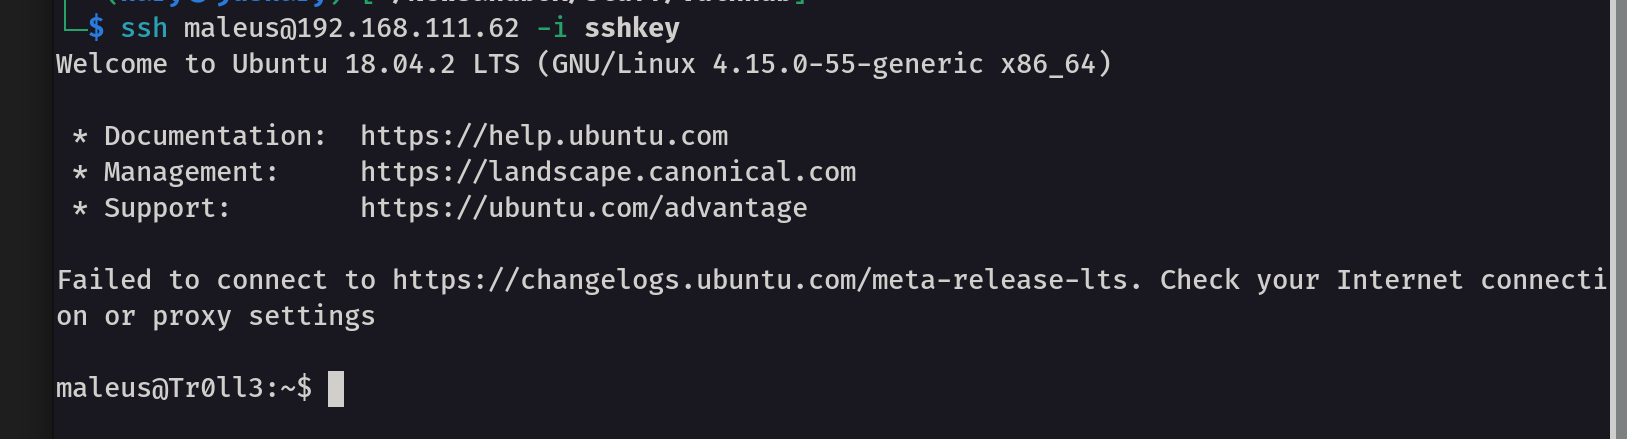 └─$ ssh maleus@192.168.111.62 -i sshkey
Welcome to Ubuntu 18.04.2 LTS (GNU/Linux 4.15.0-55-generic x86_64)

 * Documentation:  https://help.ubuntu.com
 * Management:     https://landscape.canonical.com
 * Support:        https://ubuntu.com/advantage

Failed to connect to https://changelogs.ubuntu.com/meta-release-lts. Check your Internet connecti
on or proxy settings

maleus@Tr0ll3:~$